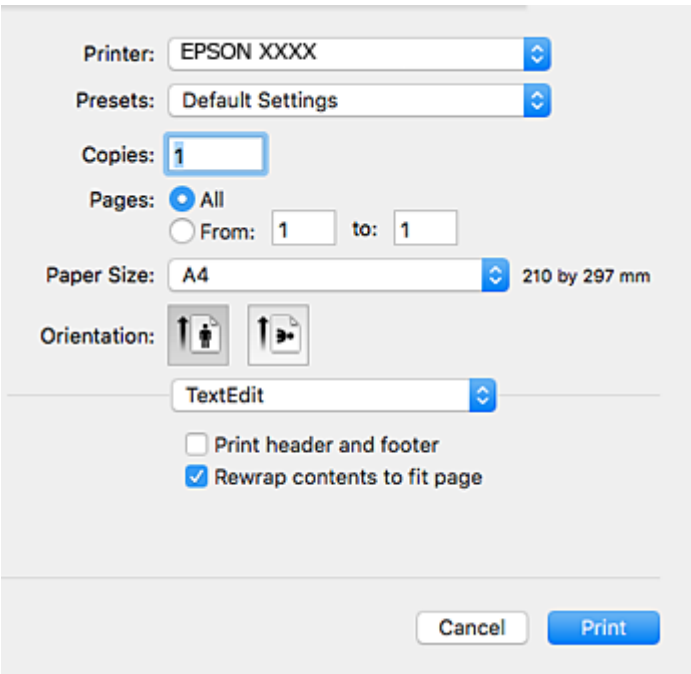 Printer: EPSON XXXX
Presets: Default Settings
Copies: 1
Pages: All
From: 1 to: 1
Paper Size: A4 210 by 297 mm
Orientation:
TextEdit
Print header and footer
Rewrap contents to fit page
Cancel Print